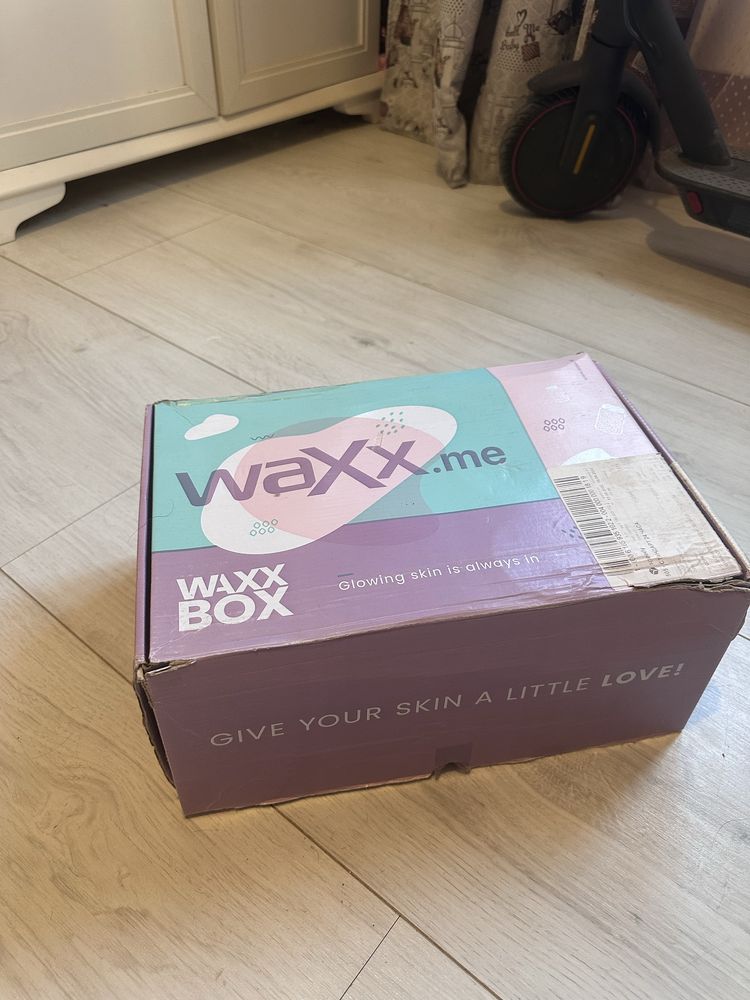 waXx.me
WAXX
BOX
Glowing skin is always in
GIVE YOUR SKIN A LITTLE LOVE!